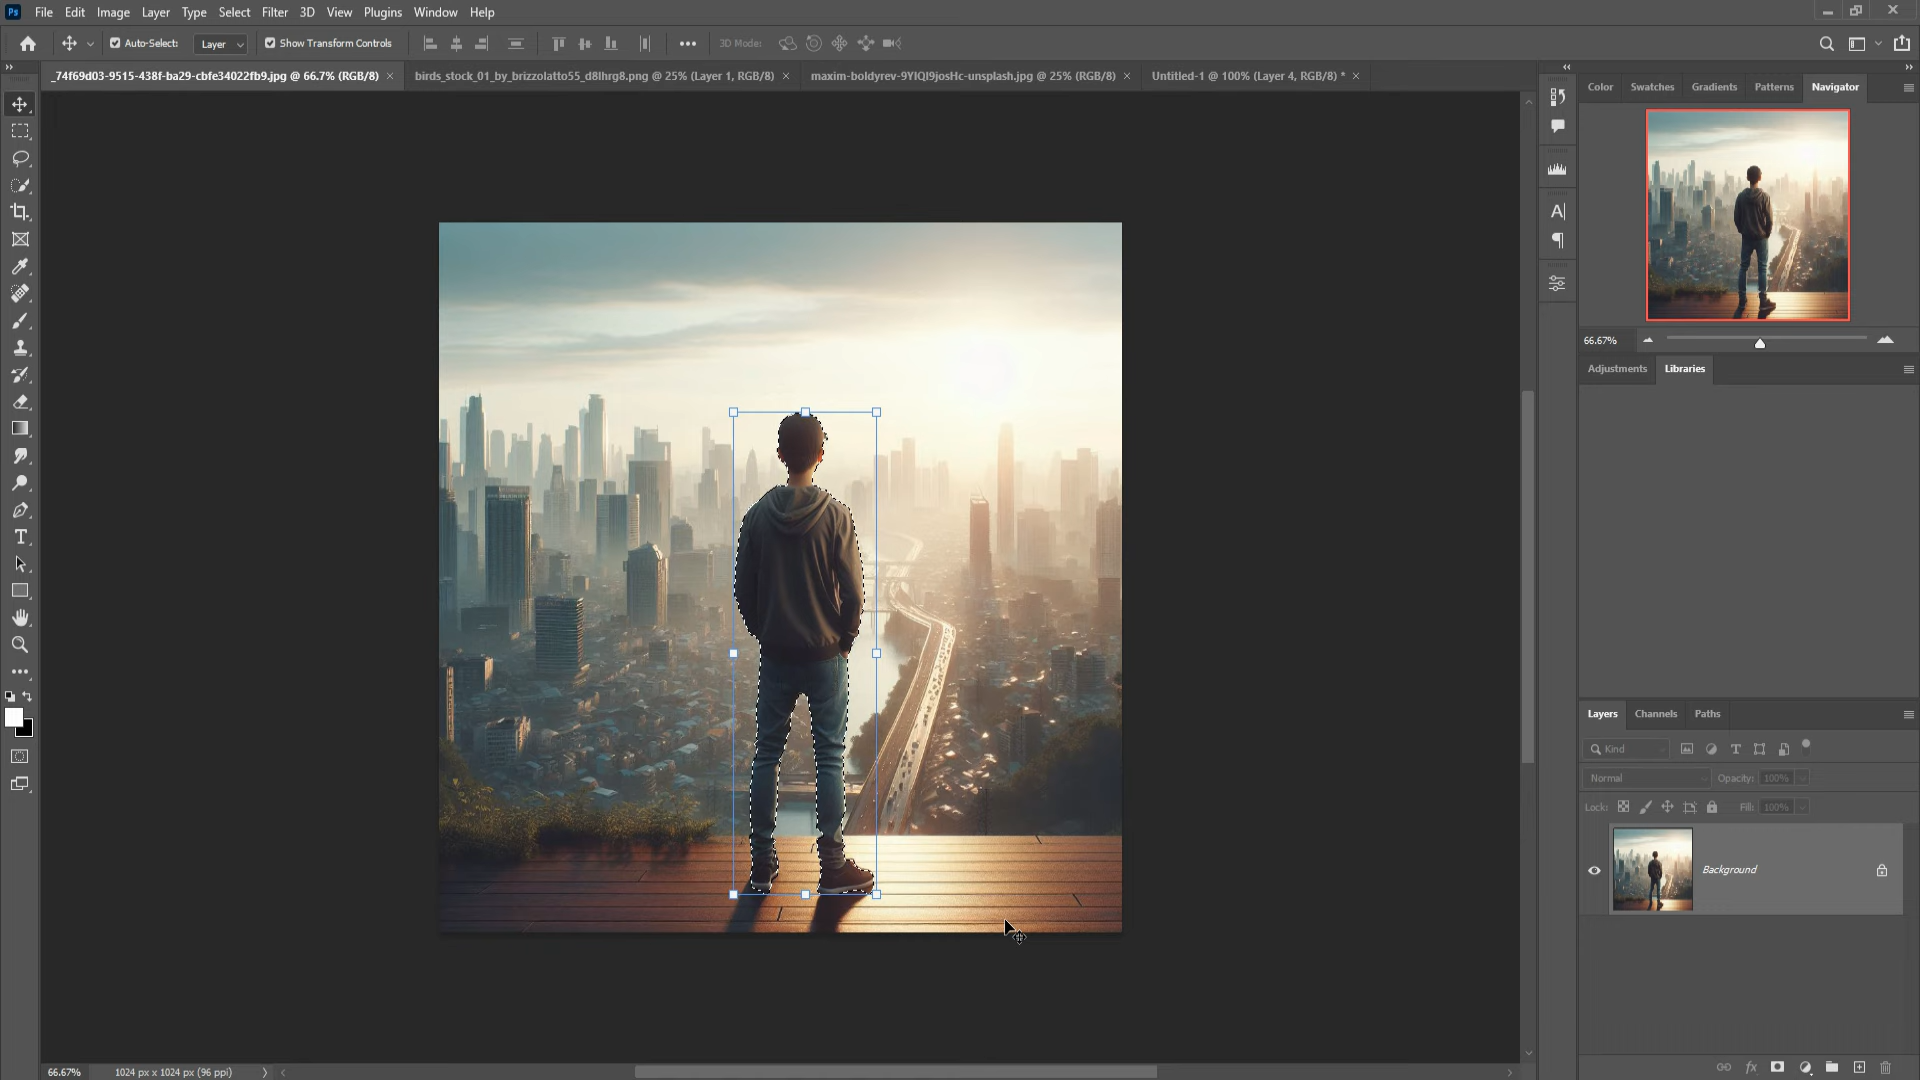 Ps File Edit Image Layer Type Select Filter 3D View Plugins Window Help
Auto-Select: Layer Show Transform Controls 3D Mode:
_74f69d03-9515-438f-ba29-cbfe34022fb9.jpg @ 66.7% (RGB/8) birds_stock_01_by_brizzolatto55_d8lhrg8.png @ 25% (Layer 1, RGB/8) maxim-boldyrev-9YIQI9josHc-unsplash.jpg @ 25% (RGB/8) Untitled-1 @ 100% (Layer 4, RGB/8) *
Color Swatches Gradients Patterns Navigator
66.67%
Adjustments Libraries
Layers Channels Paths
Kind
Normal Opacity: 100%
Lock: Fill: 100%
Background
66.67% 1024 px x 1024 px (96 ppi)